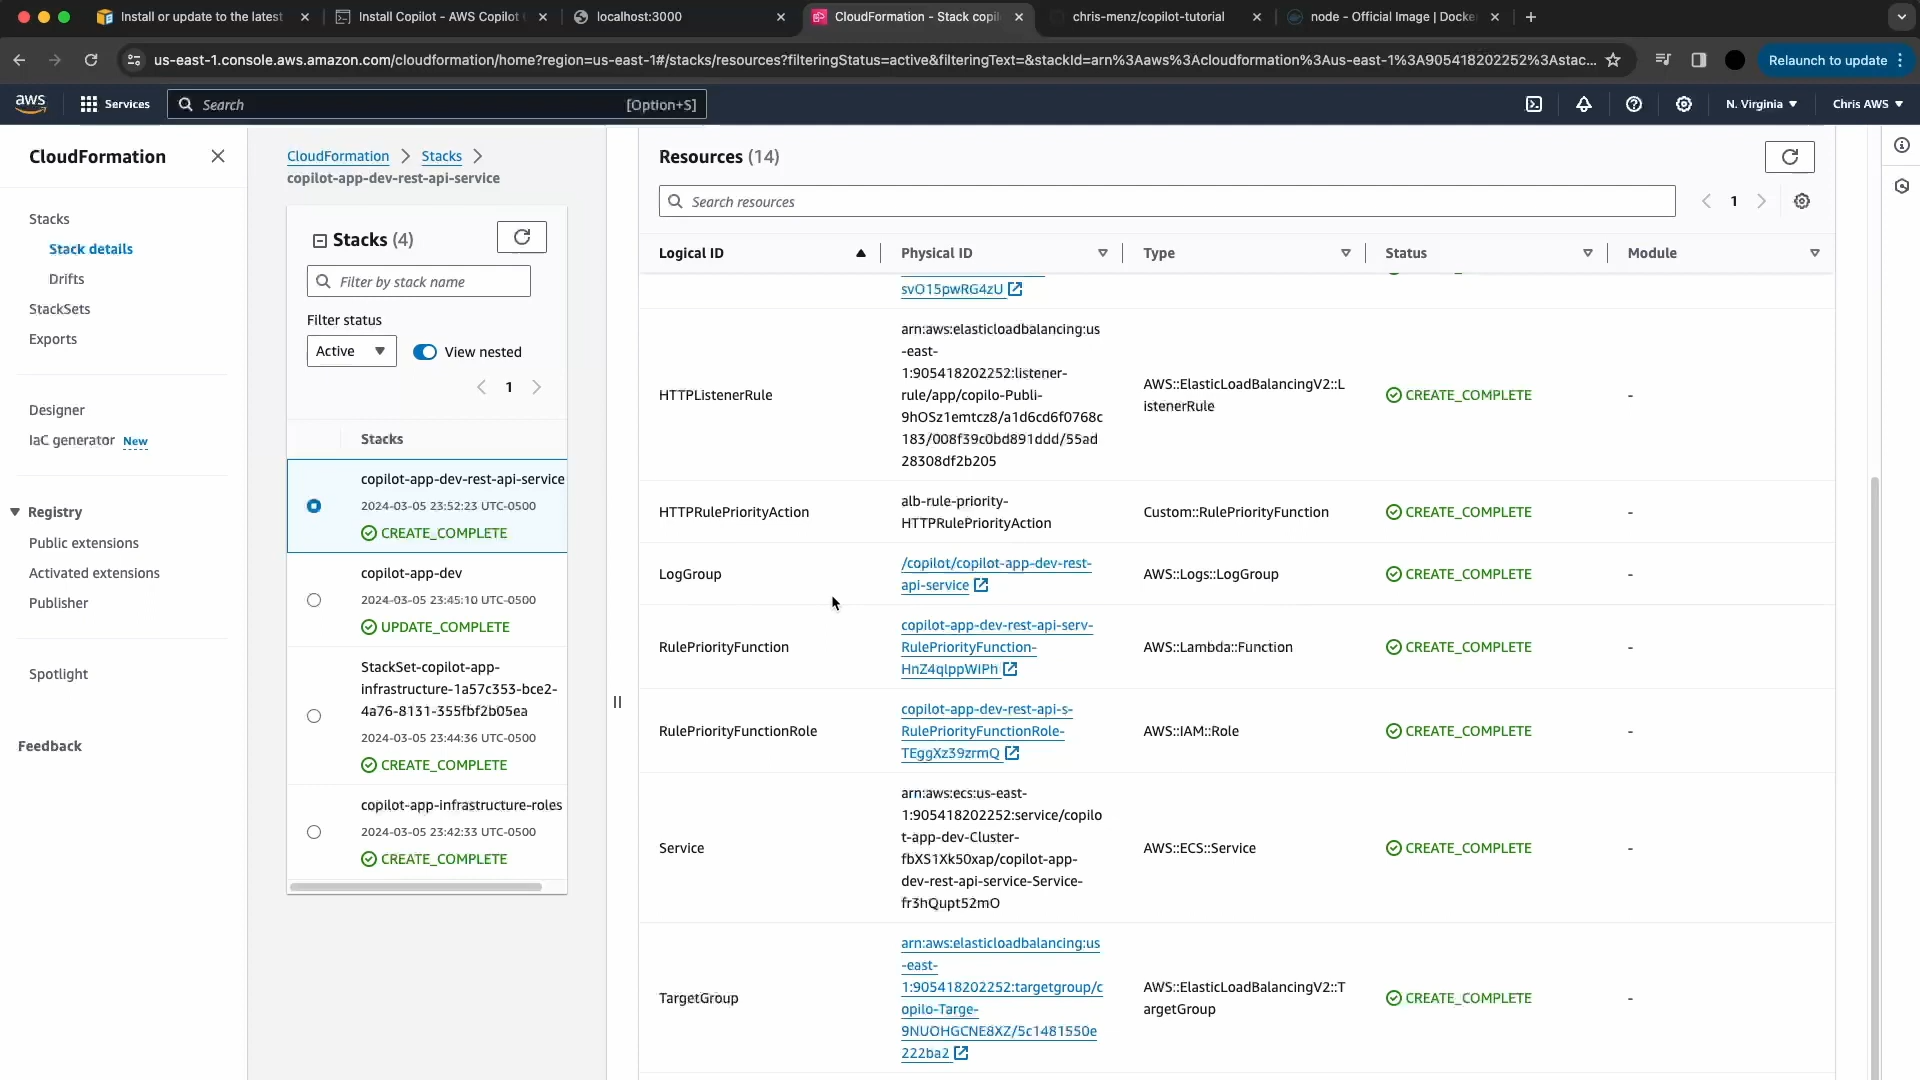 Install or update to the latest
Install Copilot - AWS Copilot
localhost:3000
CloudFormation - Stack copil
chris-menz/copilot-tutorial
node - Official Image | Docke
us-east-1.console.aws.amazon.com/cloudformation/home?region=us-east-1#/stacks/resources?filteringStatus=active&filteringText=&stackId=arn%3Aaws%3Acloudformation%3Aus-east-1%3A905418202252%3Astac...
Relaunch to update
aws
Services
Search
[Option+S]
N. Virginia
Chris AWS
CloudFormation
Stacks
Stack details
Drifts
StackSets
Exports
Designer
IaC generator New
Registry
Public extensions
Activated extensions
Publisher
Spotlight
Feedback
CloudFormation
Stacks
copilot-app-dev-rest-api-service
Stacks (4)
Filter by stack name
Filter status
Active
View nested
1
Stacks
copilot-app-dev-rest-api-service
2024-03-05 23:52:23 UTC-0500
CREATE_COMPLETE
copilot-app-dev
2024-03-05 23:45:10 UTC-0500
UPDATE_COMPLETE
StackSet-copilot-app-
infrastructure-1a57c353-bce2-
4a76-8131-355fbf2b05ea
2024-03-05 23:44:36 UTC-0500
CREATE_COMPLETE
copilot-app-infrastructure-roles
2024-03-05 23:42:33 UTC-0500
CREATE_COMPLETE
Resources (14)
Search resources
1
Logical ID
Physical ID
Type
Status
Module
svO15pwRG4zU
HTTPListenerRule
arn:aws:elasticloadbalancing:us
-east-
1:905418202252:listener-
rule/app/copilo-Publi-
9hOSz1emtcz8/a1d6cd6f0768c
183/008f39c0bd891ddd/55ad
28308df2b205
AWS::ElasticLoadBalancingV2::L
istenerRule
CREATE_COMPLETE
-
HTTPRulePriorityAction
alb-rule-priority-
HTTPRulePriorityAction
Custom::RulePriorityFunction
CREATE_COMPLETE
-
LogGroup
/copilot/copilot-app-dev-rest-
api-service
AWS::Logs::LogGroup
CREATE_COMPLETE
-
RulePriorityFunction
copilot-app-dev-rest-api-serv-
RulePriorityFunction-
HnZ4qlppWIPh
AWS::Lambda::Function
CREATE_COMPLETE
-
RulePriorityFunctionRole
copilot-app-dev-rest-api-s-
RulePriorityFunctionRole-
TEggXz39zrmQ
AWS::IAM::Role
CREATE_COMPLETE
-
Service
arn:aws:ecs:us-east-
1:905418202252:service/copilo
t-app-dev-Cluster-
fbXS1Xk50xap/copilot-app-
dev-rest-api-service-Service-
fr3hQupt52mO
AWS::ECS::Service
CREATE_COMPLETE
-
TargetGroup
arn:aws:elasticloadbalancing:us
-east-
1:905418202252:targetgroup/c
opilo-Targe-
9NUOHGCNE8XZ/5c1481550e
222ba2
AWS::ElasticLoadBalancingV2::T
argetGroup
CREATE_COMPLETE
-